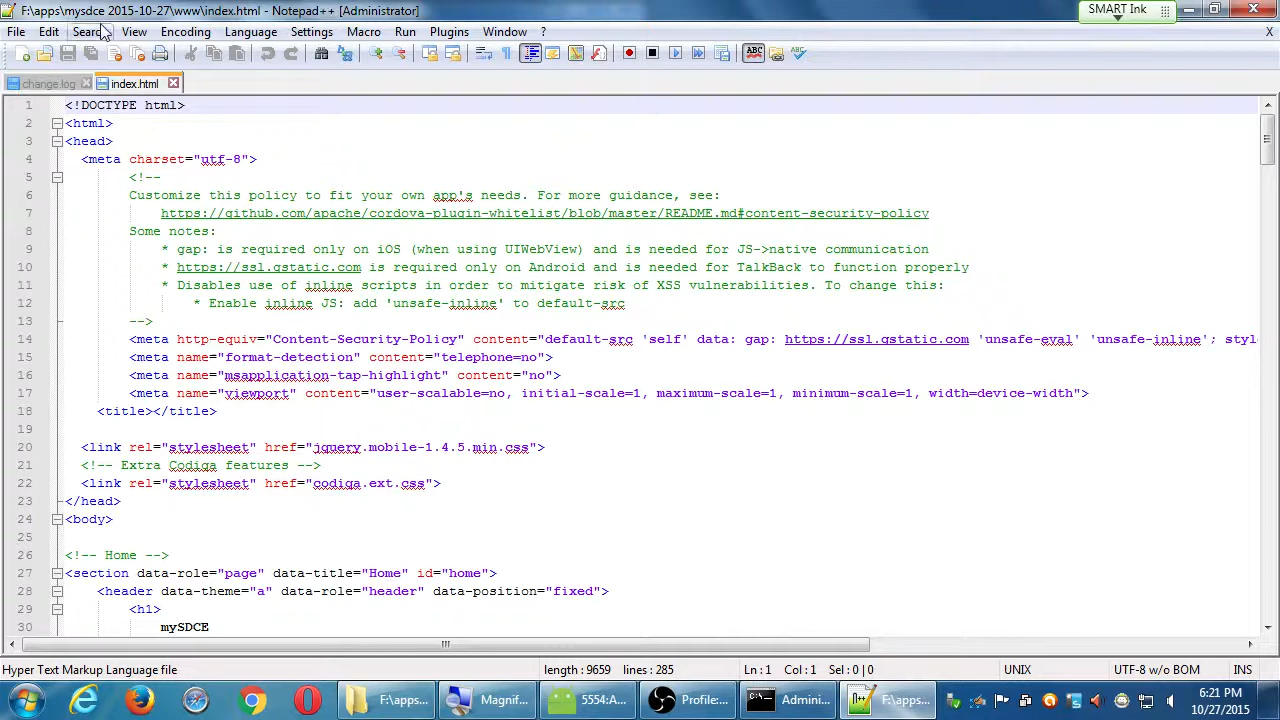 F:\apps\mysdce 2015-10-27\www\index.html - Notepad++ [Administrator]
SMART Ink
File Edit Search View Encoding Language Settings Macro Run Plugins Window ? X
change.log index.html
1 <!DOCTYPE html>
2 <html>
3 <head>
4 <meta charset="utf-8">
5 <!--
6 Customize this policy to fit your own app's needs. For more guidance, see:
7 https://github.com/apache/cordova-plugin-whitelist/blob/master/README.md#content-security-policy
8 Some notes:
9 * gap: is required only on iOS (when using UIWebView) and is needed for JS->native communication
10 * https://ssl.gstatic.com is required only on Android and is needed for TalkBack to function properly
11 * Disables use of inline scripts in order to mitigate risk of XSS vulnerabilities. To change this:
12 * Enable inline JS: add 'unsafe-inline' to default-src
13 -->
14 <meta http-equiv="Content-Security-Policy" content="default-src 'self' data: gap: https://ssl.gstatic.com 'unsafe-eval' 'unsafe-inline'; style
15 <meta name="format-detection" content="telephone=no">
16 <meta name="msapplication-tap-highlight" content="no">
17 <meta name="viewport" content="user-scalable=no, initial-scale=1, maximum-scale=1, minimum-scale=1, width=device-width">
18 <title></title>
19
20 <link rel="stylesheet" href="jquery.mobile-1.4.5.min.css">
21 <!-- Extra Codiqa features -->
22 <link rel="stylesheet" href="codiqa.ext.css">
23 </head>
24 <body>
25
26 <!-- Home -->
27 <section data-role="page" data-title="Home" id="home">
28 <header data-theme="a" data-role="header" data-position="fixed">
29 <h1>
30 mySDCE
Hyper Text Markup Language file length : 9659 lines : 285 Ln : 1 Col : 1 Sel : 0 | 0 UNIX UTF-8 w/o BOM INS
F:\apps... Magnif... 5554:A... Profile:... Admini... F:\apps... 6:21 PM
10/27/2015